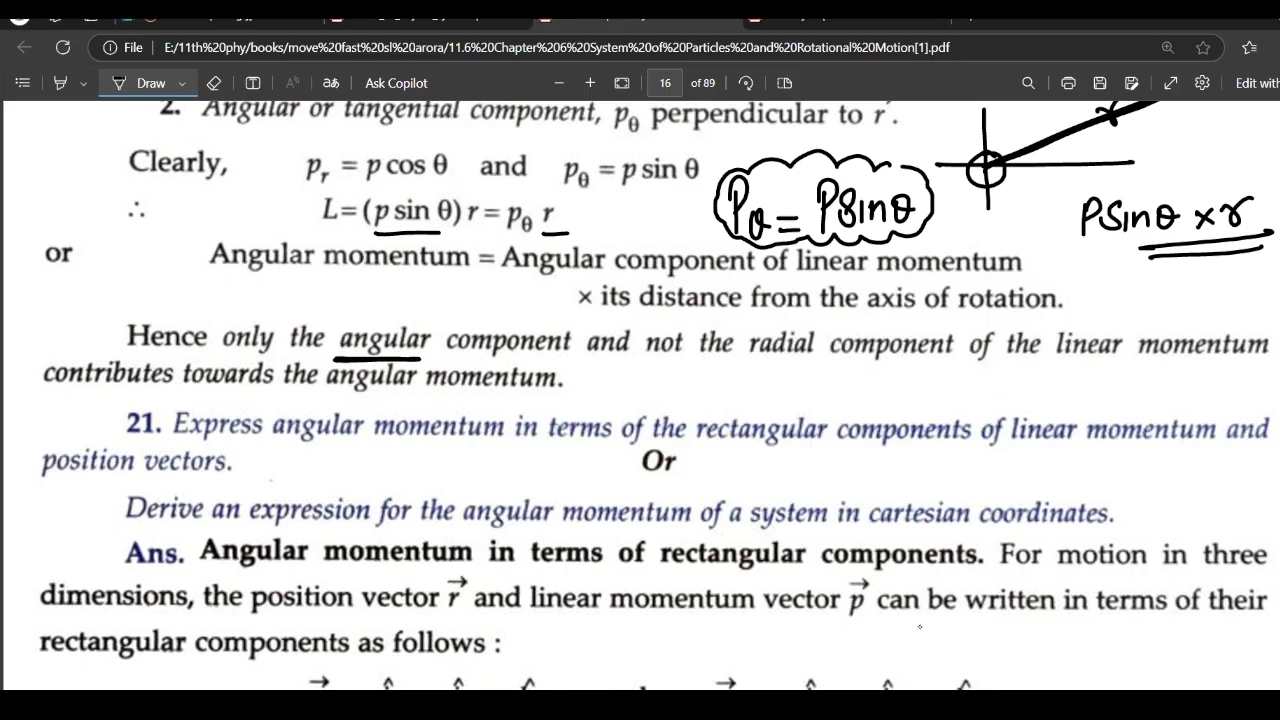 File E:/11th%20phy/books/move%20fast%20sl%20arora/11.6%20Chapter%206%20System%20of%20Particles%20and%20Rotational%20Motion[1].pdf
Draw Ask Copilot 16 of 89 Edit with
2. Angular or tangential component, pθ perpendicular to r⃗.
Clearly, pr = p cos θ and pθ = p sin θ
∴ L= (p sin θ) r = pθ r
Pθ = PSinθ
PSinθ × r
or Angular momentum = Angular component of linear momentum
× its distance from the axis of rotation.
Hence only the angular component and not the radial component of the linear momentum
contributes towards the angular momentum.
21. Express angular momentum in terms of the rectangular components of linear momentum and
position vectors.
Or
Derive an expression for the angular momentum of a system in cartesian coordinates.
Ans. Angular momentum in terms of rectangular components. For motion in three
dimensions, the position vector r⃗ and linear momentum vector p⃗ can be written in terms of their
rectangular components as follows :